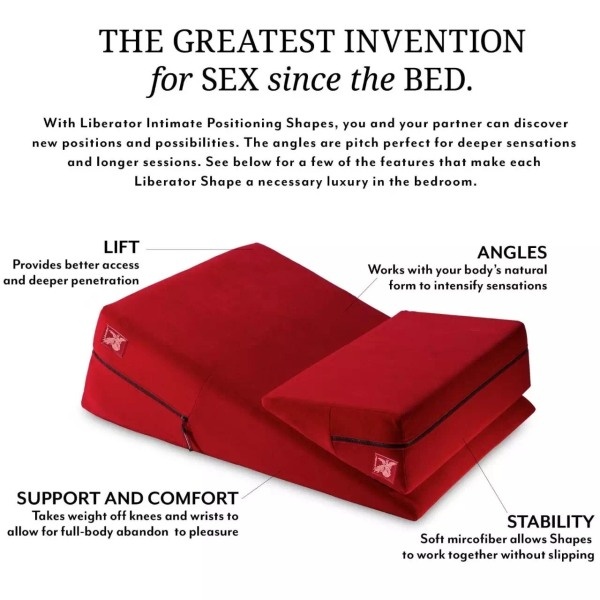 THE GREATEST INVENTION
for SEX since the BED.
With Liberator Intimate Positioning Shapes, you and your partner can discover
new positions and possibilities. The angles are pitch perfect for deeper sensations
and longer sessions. See below for a few of the features that make each
Liberator Shape a necessary luxury in the bedroom.
LIFT
Provides better access
and deeper penetration
ANGLES
Works with your body's natural
form to intensify sensations
SUPPORT AND COMFORT
Takes weight off knees and wrists to
allow for full-body abandon to pleasure
STABILITY
Soft mircofiber allows Shapes
to work together without slipping